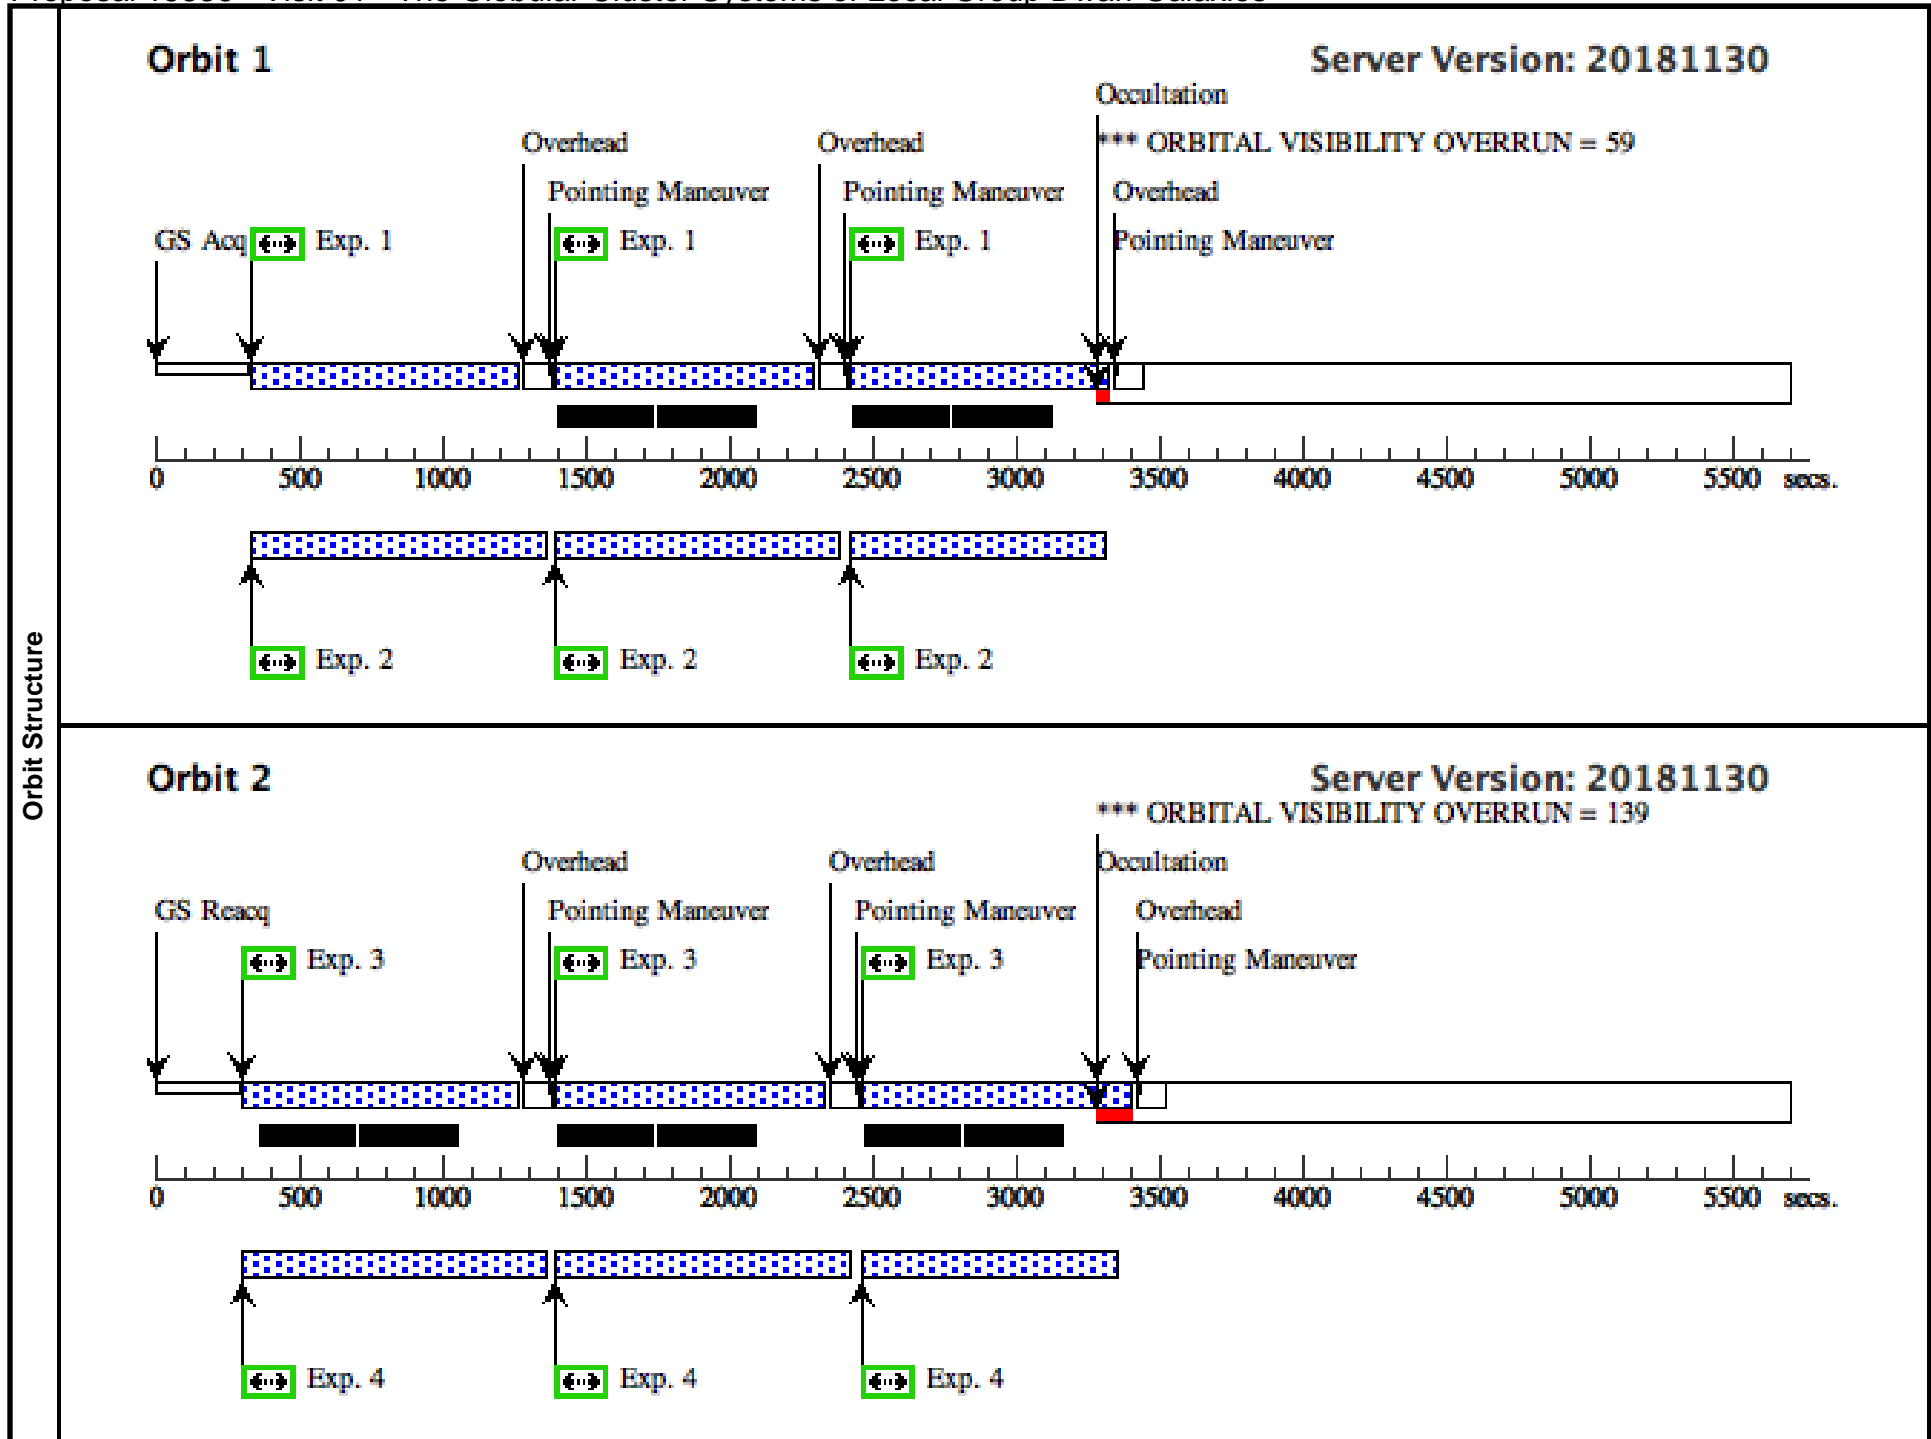 Orbit Structure
Orbit 1
Server Version: 20181130
Occultation
Overhead
Overhead
*** ORBITAL VISIBILITY OVERRUN = 59
Pointing Maneuver
Pointing Maneuver
Overhead
GS Acq
Exp. 1
Exp. 1
Exp. 1
Pointing Maneuver
0 500 1000 1500 2000 2500 3000 3500 4000 4500 5000 5500 secs.
Exp. 2
Exp. 2
Exp. 2
Orbit 2
Server Version: 20181130
*** ORBITAL VISIBILITY OVERRUN = 139
Overhead
Overhead
Occultation
GS Reacq
Pointing Maneuver
Pointing Maneuver
Overhead
Exp. 3
Exp. 3
Exp. 3
Pointing Maneuver
0 500 1000 1500 2000 2500 3000 3500 4000 4500 5000 5500 secs.
Exp. 4
Exp. 4
Exp. 4